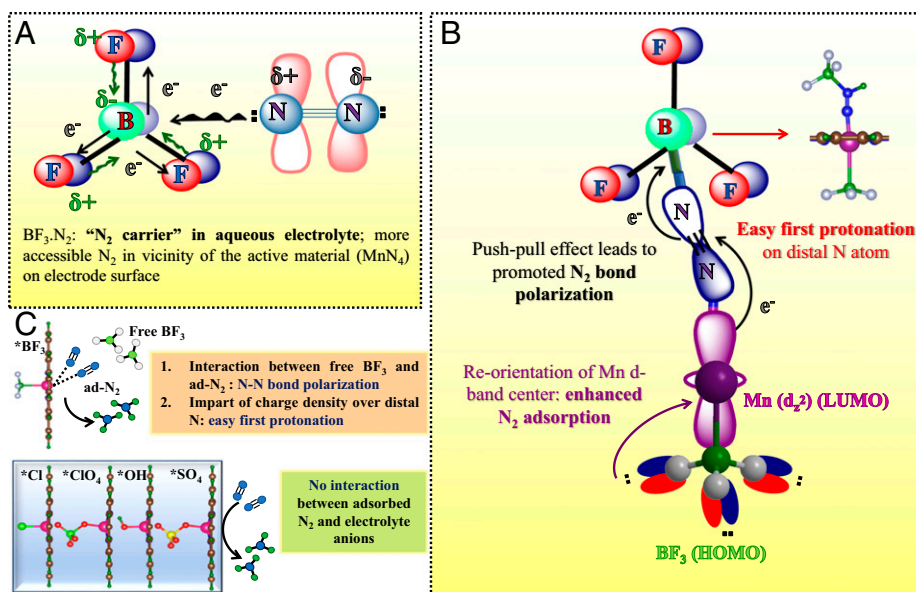 A
δ+
F
δ-
e-
e-
B
e-
δ+
F
F
e-
δ+
δ+
δ-
N
N
BF3.N2: “N2 carrier” in aqueous electrolyte; more
accessible N2 in vicinity of the active material (MnN4)
on electrode surface
B
F
B
F
F
e-
N
N
Push-pull effect leads to
promoted N2 bond
polarization
e-
Easy first protonation
on distal N atom
Re-orientation of Mn d-
band center: enhanced
N2 adsorption
Mn (dz2) (LUMO)
BF3 (HOMO)
C
*BF3
Free BF3
ad-N2
1. Interaction between free BF3 and
ad-N2 : N-N bond polarization
2. Impart of charge density over distal
N: easy first protonation
*Cl *ClO4 *OH *SO4
No interaction
between adsorbed
N2 and electrolyte
anions